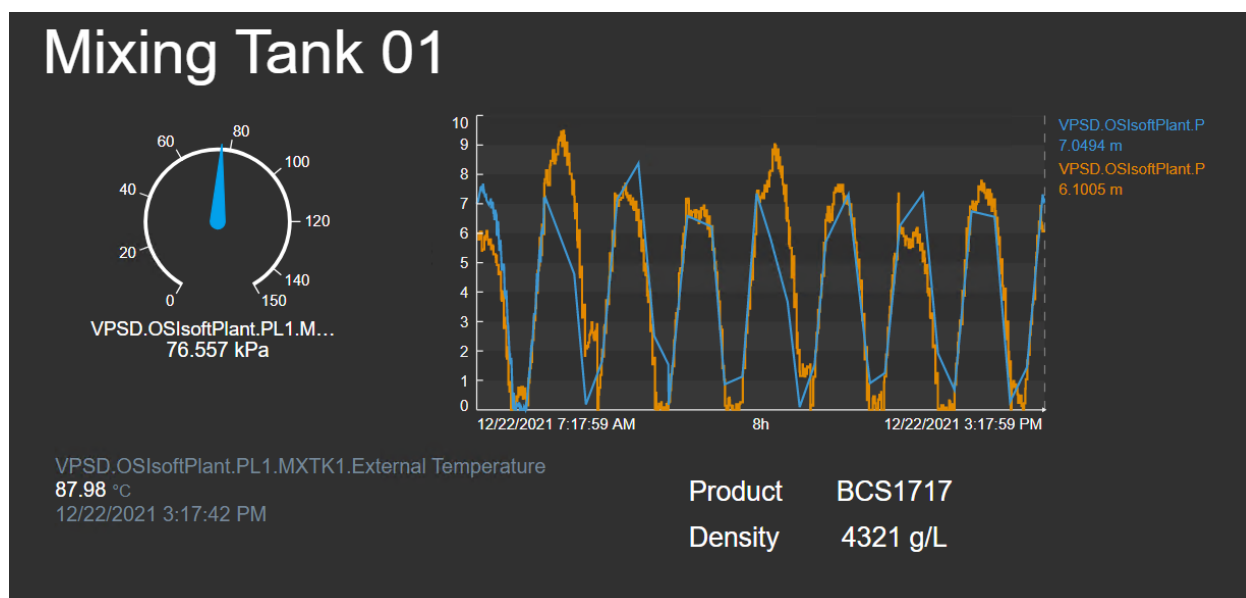 Mixing Tank 01
0
20
40
60
80
100
120
140
150
VPSD.OSIsoftPlant.PL1.M...
76.557 kPa
10
9
8
7
6
5
4
3
2
1
0
12/22/2021 7:17:59 AM 8h 12/22/2021 3:17:59 PM
VPSD.OSIsoftPlant.P
7.0494 m
VPSD.OSIsoftPlant.P
6.1005 m
VPSD.OSIsoftPlant.PL1.MXTK1.External Temperature
87.98 °C
12/22/2021 3:17:42 PM
Product BCS1717
Density 4321 g/L